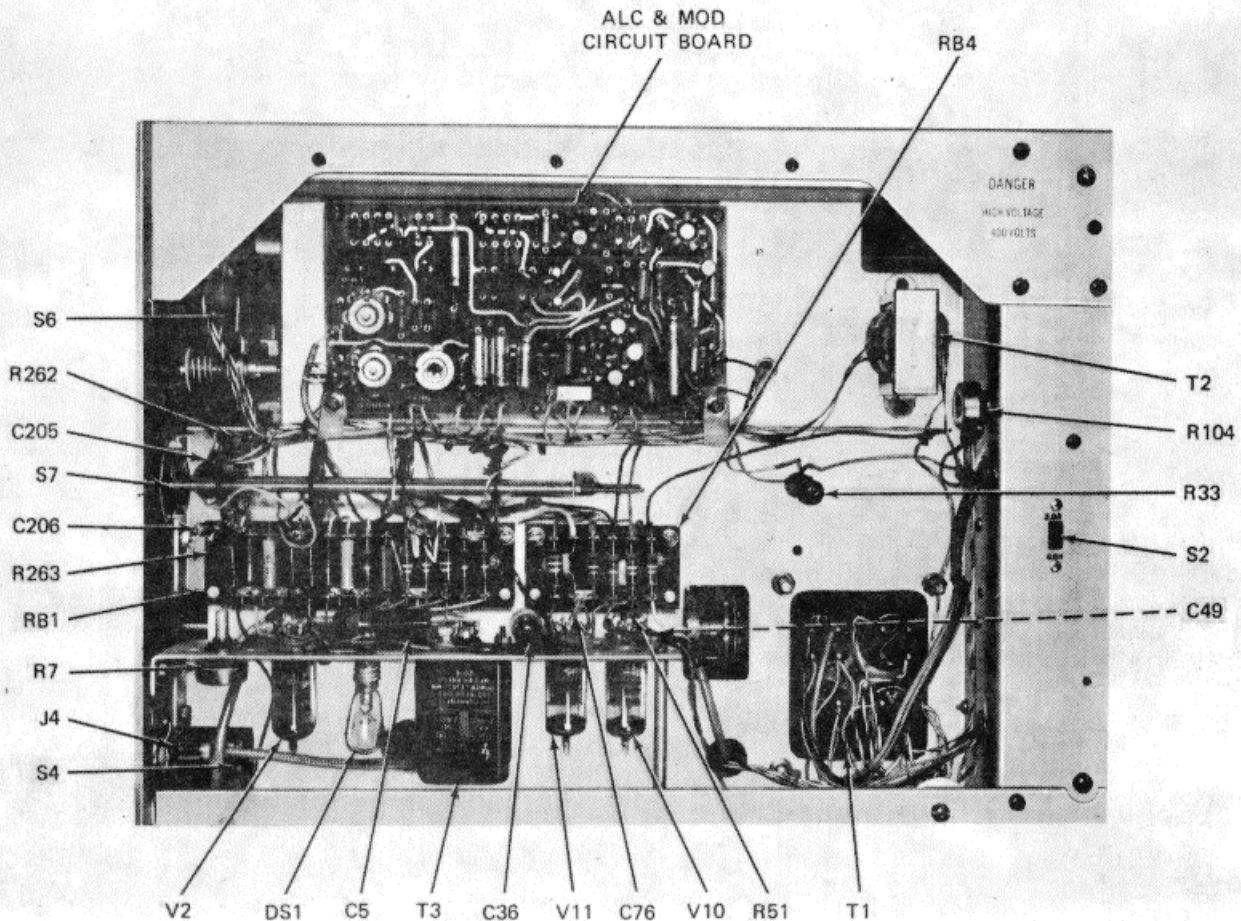 ALC & MOD
CIRCUIT BOARD
RB4
DANGER
HIGH VOLTAGE
400 VOLTS
S6
R262
C205
S7
C206
R263
RB1
R7
J4
S4
T2
R104
R33
S2
C49
V2
DS1
C5
T3
C36
V11
C76
V10
R51
T1